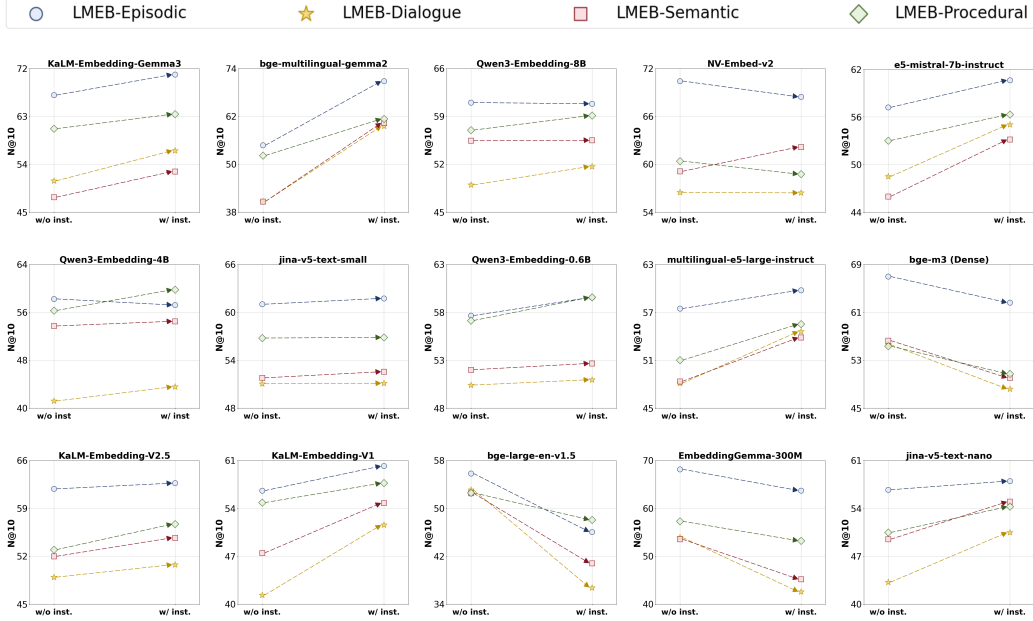 LMEB-Episodic LMEB-Dialogue LMEB-Semantic LMEB-Procedural
KaLM-Embedding-Gemma3
72
63
54
45
N@10
w/o inst. w/ inst.
bge-multilingual-gemma2
74
62
50
38
N@10
w/o inst. w/ inst.
Qwen3-Embedding-8B
66
59
52
45
N@10
w/o inst. w/ inst.
NV-Embed-v2
72
66
60
54
N@10
w/o inst. w/ inst.
e5-mistral-7b-instruct
62
56
50
44
N@10
w/o inst. w/ inst.
Qwen3-Embedding-4B
64
56
48
40
N@10
w/o inst w/ inst
jina-v5-text-small
66
60
54
48
N@10
w/o inst. w/ inst.
Qwen3-Embedding-0.6B
63
58
53
48
N@10
w/o inst. w/ inst.
multilingual-e5-large-instruct
63
57
51
45
N@10
w/o inst. w/ inst.
bge-m3 (Dense)
69
61
53
45
N@10
w/o inst. w/ inst.
KaLM-Embedding-V2.5
66
59
52
45
N@10
w/o inst. w/ inst.
KaLM-Embedding-V1
61
54
47
40
N@10
w/o inst. w/ inst.
bge-large-en-v1.5
58
50
42
34
N@10
w/o inst. w/ inst.
EmbeddingGemma-300M
70
60
50
40
N@10
w/o inst. w/ inst.
jina-v5-text-nano
61
54
47
40
N@10
w/o inst. w/ inst.